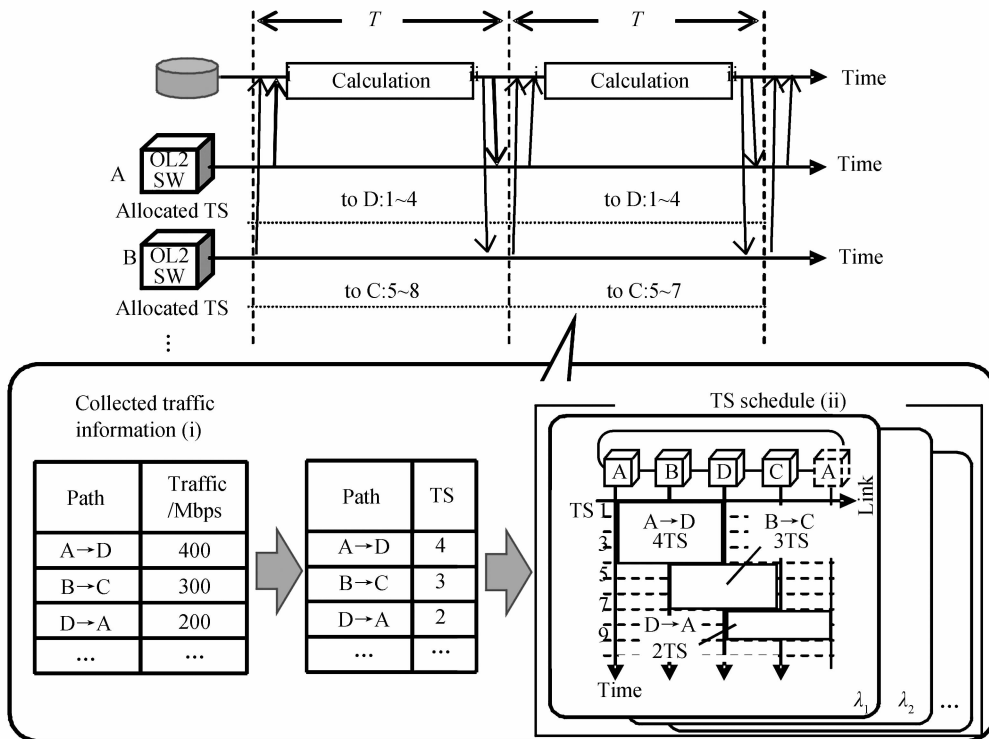 T T
i Calculation ii i Calculation ii Time
A OL2 SW Time
Allocated TS to D:1~4 to D:1~4
B OL2 SW Time
Allocated TS to C:5~8 to C:5~7
...
Collected traffic
information (i)
Path Traffic /Mbps
A→D 400
B→C 300
D→A 200
... ...
Path TS
A→D 4
B→C 3
D→A 2
... ...
TS schedule (ii)
A B D C A
Link
TS 1
A→D B→C
3 4TS 3TS
5
7
D→A
9 2TS
Time
λ1 λ2 ...